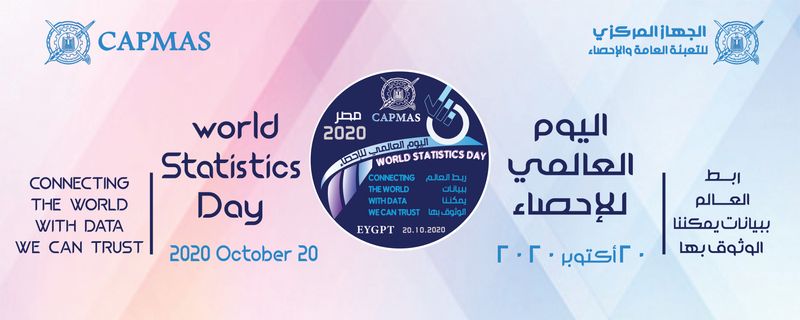 CAPMAS
الجهاز المركزي
للتعبئة العامة والإحصاء
world
Statistics
Day
2020 October 20
CONNECTING
THE WORLD
WITH DATA
WE CAN TRUST
CAPMAS
مصر
2020
اليوم العالمي للإحصاء
WORLD STATISTICS DAY
CONNECTING
THE WORLD
WITH DATA
WE CAN TRUST
ربط العالم
ببيانات
يمكننا
الوثوق بها
EYGPT 20.10.2020
اليوم
العالمي
للإحصاء
٢٠ أكتوبر ٢٠٢٠
ربط
العالم
ببيانات يمكننا
الوثوق بها